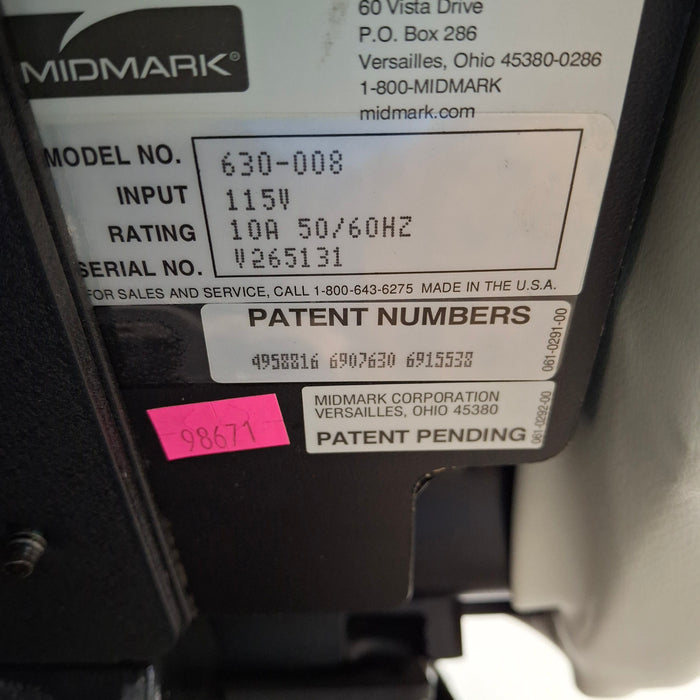 MIDMARK®
60 Vista Drive
P.O. Box 286
Versailles, Ohio 45380-0286
1-800-MIDMARK
midmark.com
MODEL NO. 630-008
INPUT 115V
RATING 10A 50/60HZ
SERIAL NO. V265131
FOR SALES AND SERVICE, CALL 1-800-643-6275 MADE IN THE U.S.A.
PATENT NUMBERS
4958816 6907630 6915538
061-0291-00
MIDMARK CORPORATION
VERSAILLES, OHIO 45380
PATENT PENDING
061-0292-00
98671